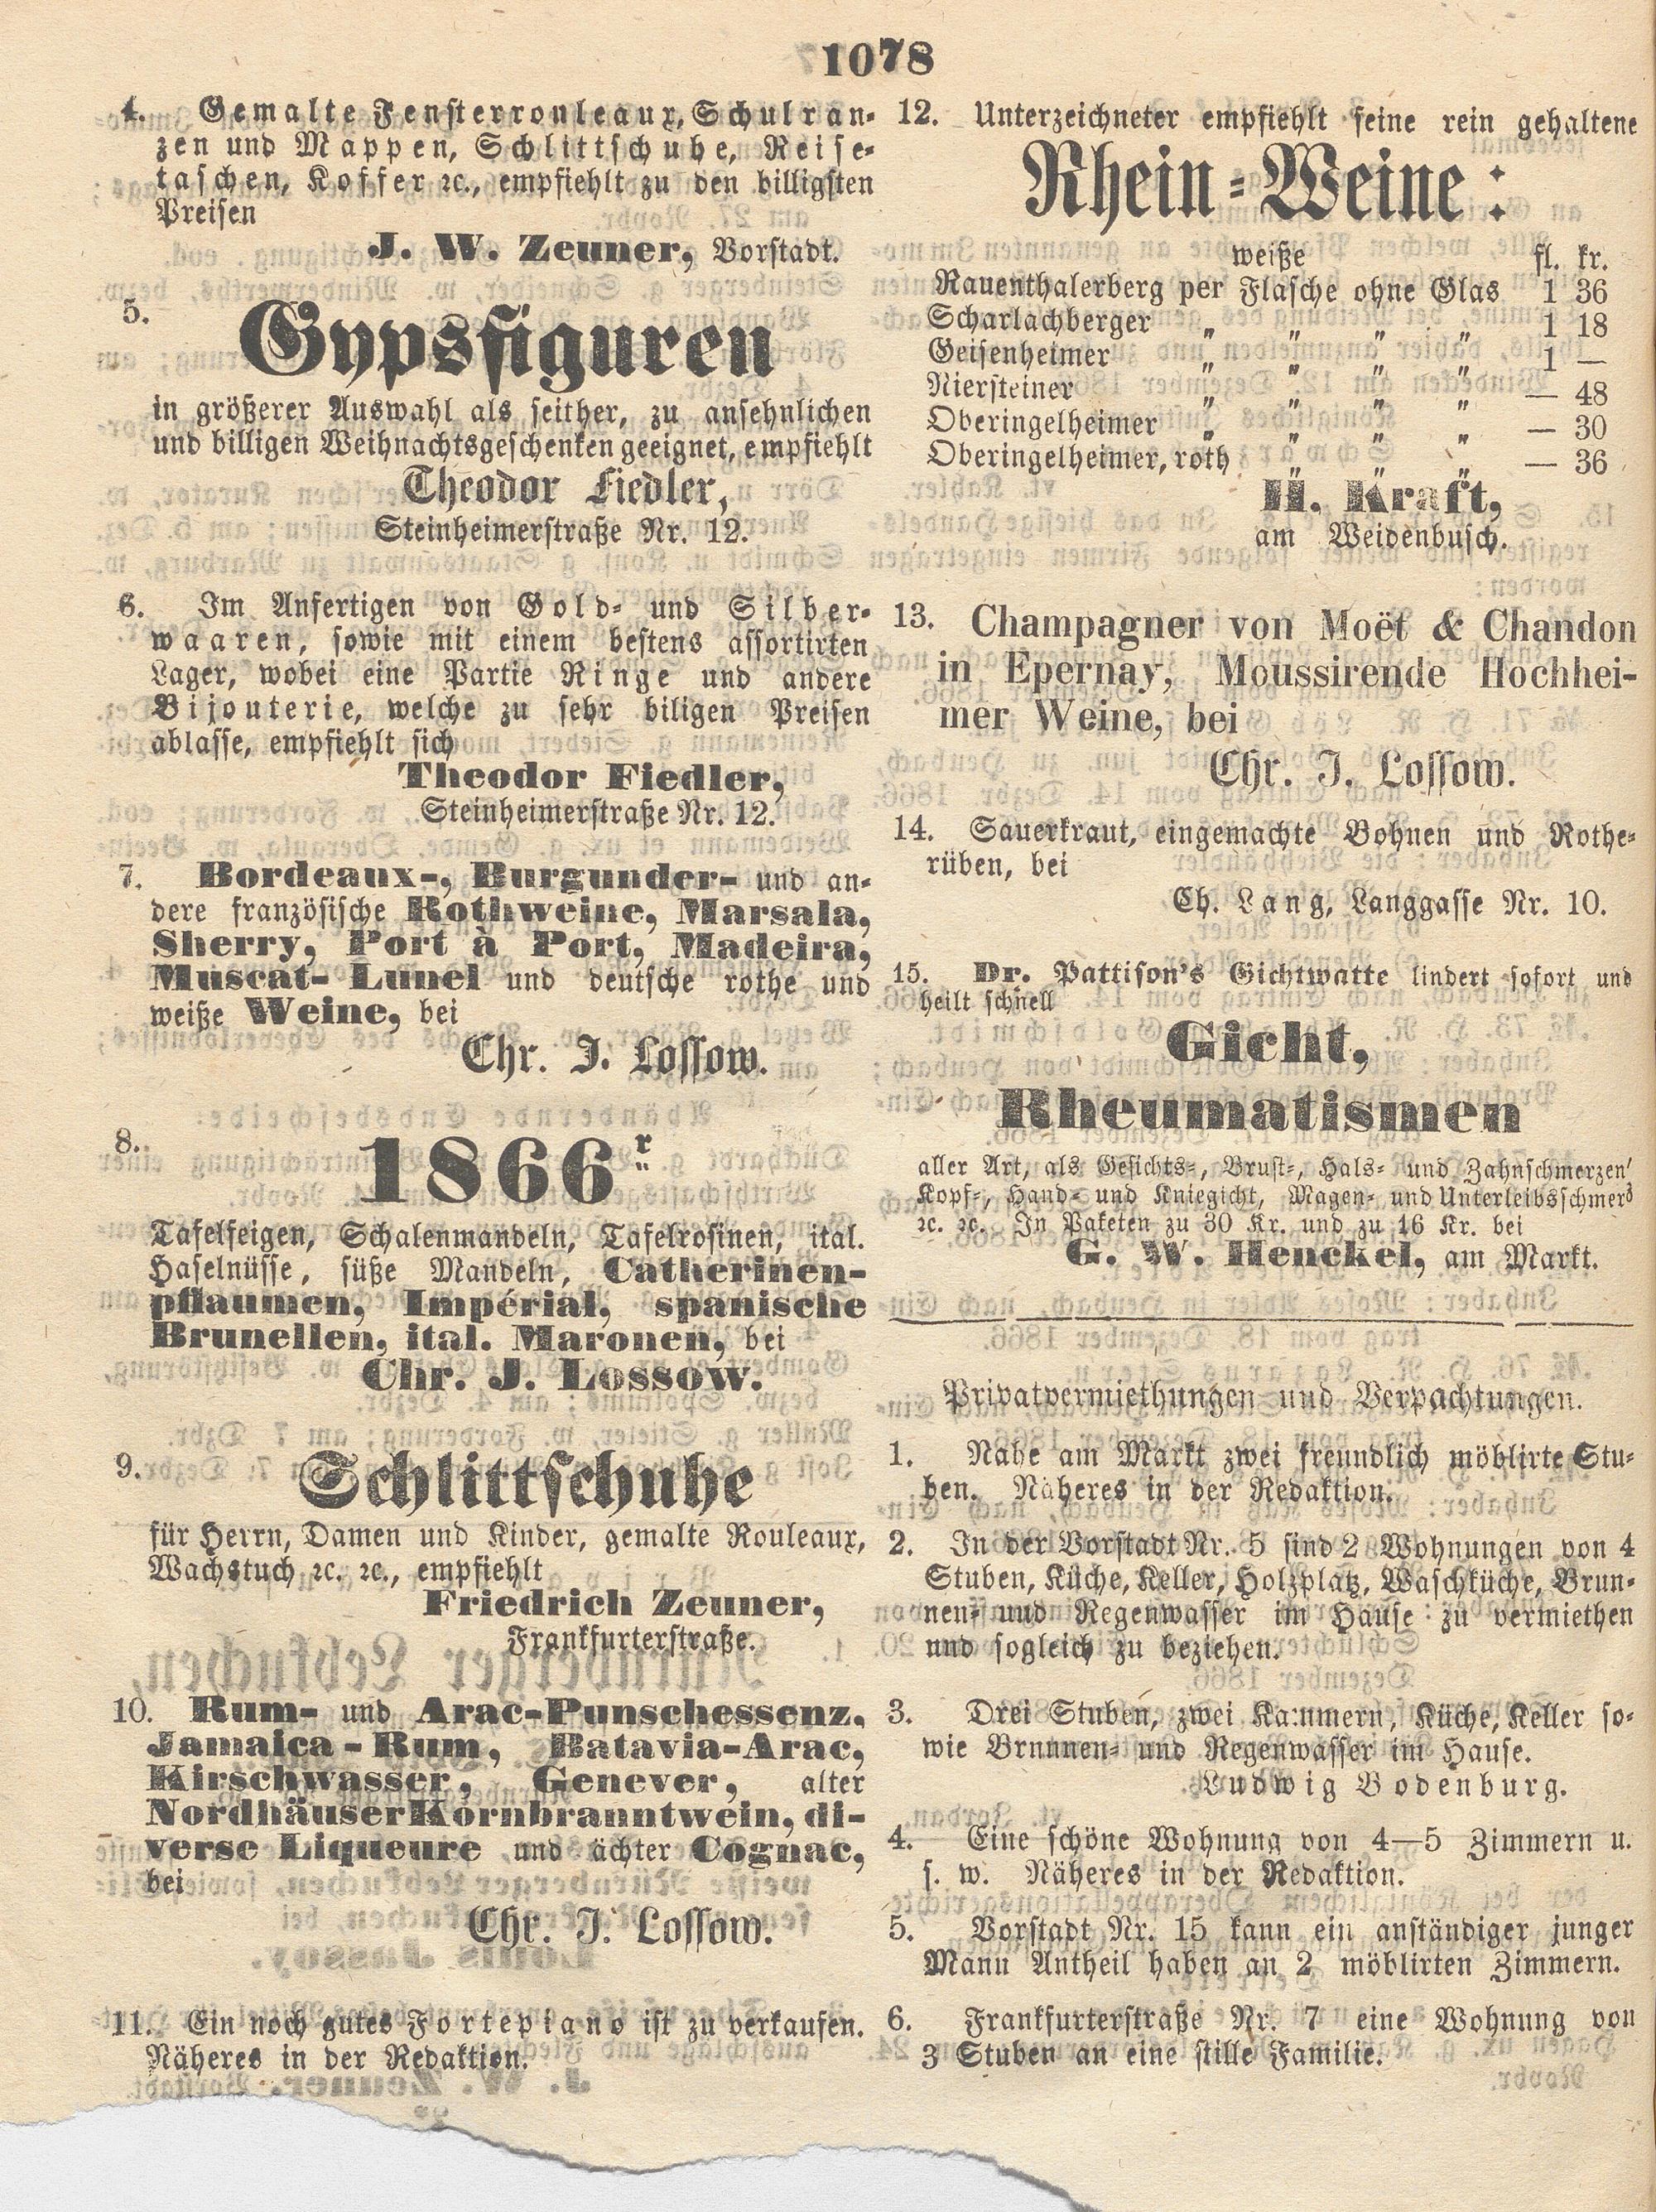 1078
4. Gemalte Fensterrouleaux, Schulran-
zen und Mappen, Schlittschuhe, Reise-
taschen, Koffer ꝛc., empfiehlt zu den billigsten
Preisen
J. W. Zeuner, Vorstadt.
5.
Gypsfiguren
in größerer Auswahl als seither, zu ansehnlichen
und billigen Weihnachtsgeschenken geeignet, empfiehlt
Theodor Fiedler,
Steinheimerstraße Nr. 12.
6. Im Anfertigen von Gold- und Silber-
waaren, sowie mit einem bestens assortirten
Lager, wobei eine Partie Ringe und andere
Bijouterie, welche zu sehr biligen Preisen
ablasse, empfiehlt sich
Theodor Fiedler,
Steinheimerstraße Nr. 12.
7. Bordeaux-, Burgunder- und an-
dere französische Rothweine, Marsala,
Sherry, Port à Port, Madeira,
Muscat- Lunel und deutsche rothe und
weiße Weine, bei
Chr. J. Lossow.
8.
1866r
Tafelfeigen, Schalenmandeln, Tafelrosinen, ital.
Haselnüsse, süße Mandeln, Catherinen-
pflaumen, Impérial, spanische
Brunellen, ital. Maronen, bei
Chr. J. Lossow.
9.
Schlittschuhe
für Herrn, Damen und Kinder, gemalte Rouleaux,
Wachstuch ꝛc. ꝛc., empfiehlt
Friedrich Zeuner,
Frankfurterstraße.
10. Rum- und Arac-Punschessenz,
Jamaica - Rum, Batavia-Arac,
Kirschwasser, Genever, alter
Nordhäuser Kornbranntwein, di-
verse Liqueure und ächter Cognac,
bei
Chr. J. Lossow.
11. Ein noch gutes Fortepiano ist zu verkaufen.
Näheres in der Redaktion.
12. Unterzeichneter empfiehlt seine rein gehaltene
Rhein-Weine:
weiße fl. kr.
Rauenthalerberg per Flasche ohne Glas 1 36
Scharlachberger " " " " 1 18
Geisenheimer " " " " 1 —
Niersteiner " " " " — 48
Oberingelheimer " " " " — 30
Oberingelheimer, roth " " " — 36
H. Kraft,
am Weidenbusch.
13. Champagner von Moët & Chandon
in Epernay, Moussirende Hochhei-
mer Weine, bei
Chr. J. Lossow.
14. Sauerkraut, eingemachte Bohnen und Rothe-
rüben, bei
Ch. Lang, Langgasse Nr. 10.
15. Dr. Pattison's Gichtwatte lindert sofort und
heilt schnell
Gicht,
Rheumatismen
aller Art, als Gesichts-, Brust-, Hals- und Zahnschmerzen'
Kopf-, Hand- und Kniegicht, Magen- und Unterleibsschmerz
ꝛc. ꝛc. In Paketen zu 30 Kr. und zu 16 Kr. bei
G. W. Henckel, am Markt.
Privatvermiethungen und Verpachtungen.
1. Nahe am Markt zwei freundlich möblirte Stu-
ben. Näheres in der Redaktion.
2. In der Vorstadt Nr. 5 sind 2 Wohnungen von 4
Stuben, Küche, Keller, Holzplatz, Waschküche, Brun-
nen- und Regenwasser im Hause zu vermiethen
und sogleich zu beziehen.
3. Drei Stuben, zwei Kammern, Küche, Keller so-
wie Brunnen- und Regenwasser im Hause.
Ludwig Bodenburg.
4. Eine schöne Wohnung von 4—5 Zimmern u.
s. w. Näheres in der Redaktion.
5. Vorstadt Nr. 15 kann ein anständiger junger
Mann Antheil haben an 2 möblirten Zimmern.
6. Frankfurterstraße Nr. 7 eine Wohnung von
3 Stuben an eine stille Familie.